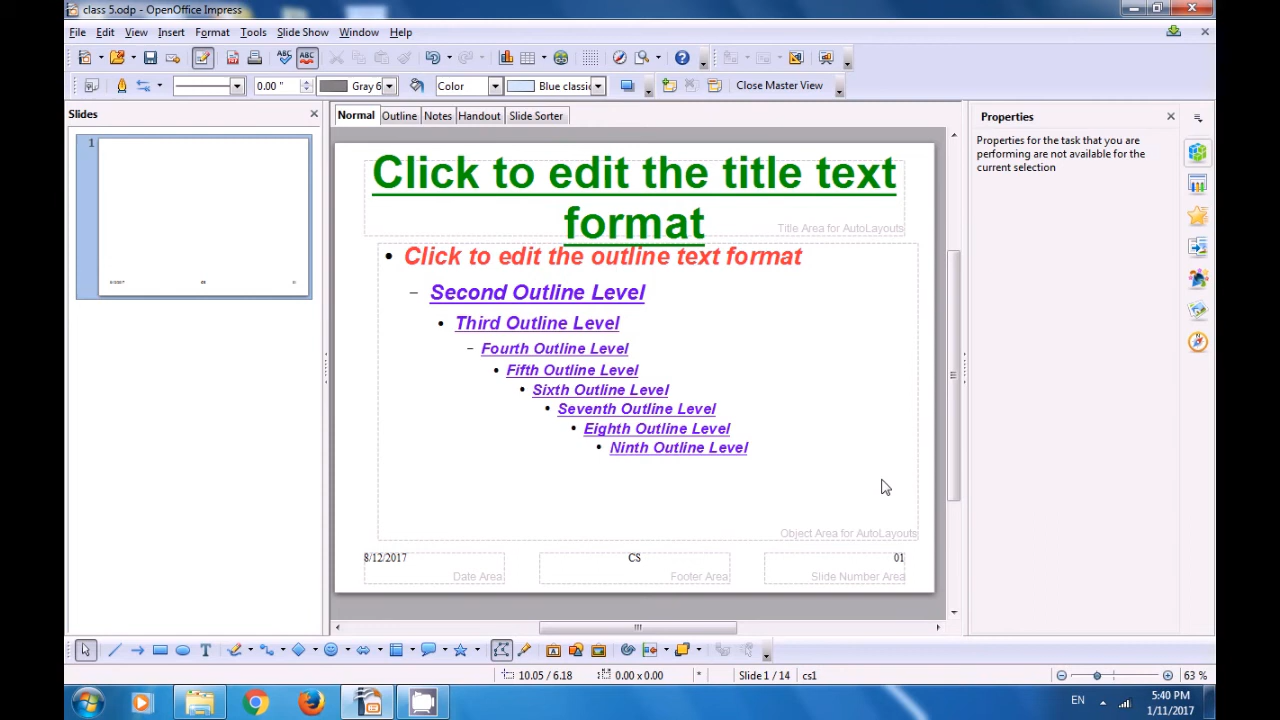 class 5.odp - OpenOffice Impress
File Edit View Insert Format Tools Slide Show Window Help
0.00 " Gray 6 Color Blue classi Close Master View
Slides
Normal Outline Notes Handout Slide Sorter
Properties
Properties for the task that you are
performing are not available for the
current selection
1
Click to edit the title text
format
Title Area for AutoLayouts
• Click to edit the outline text format
– Second Outline Level
• Third Outline Level
– Fourth Outline Level
• Fifth Outline Level
• Sixth Outline Level
• Seventh Outline Level
• Eighth Outline Level
• Ninth Outline Level
Object Area for AutoLayouts
8/12/2017 CS 01
Date Area Footer Area Slide Number Area
10.05 / 6.18 0.00 x 0.00 * Slide 1 / 14 cs1 63 %
EN 5:40 PM
1/11/2017